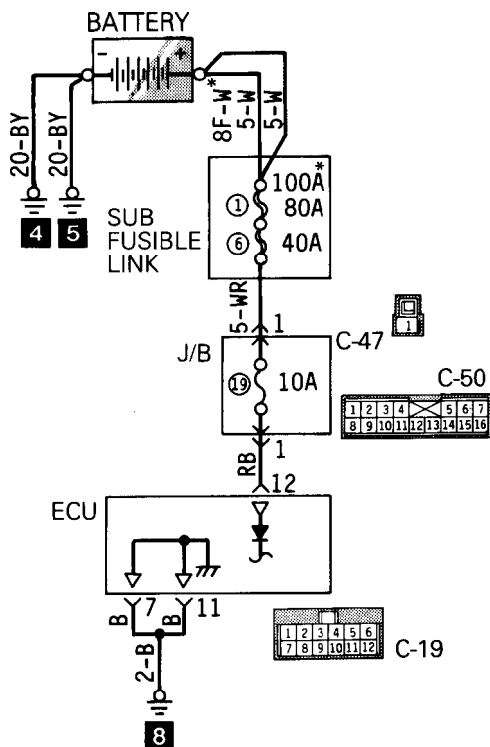 BATTERY
- +
*
20-BY
20-BY
8F-W
5-W
5-W
4 5
SUB
FUSIBLE
LINK
*
100A
1 80A
6 40A
5-WR
1
J/B
C-47
1
19 10A
C-50
1 2 3 4 5 6 7
8 9 10 11 12 13 14 15 16
1
RB
12
ECU
7 11
B B
2-B
8
1 2 3 4 5 6
7 8 9 10 11 12
C-19